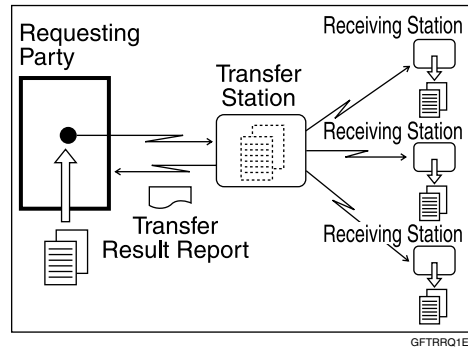 Requesting
Party
Transfer
Station
Receiving Station
Receiving Station
Receiving Station
Transfer
Result Report
GFTRRQ1E